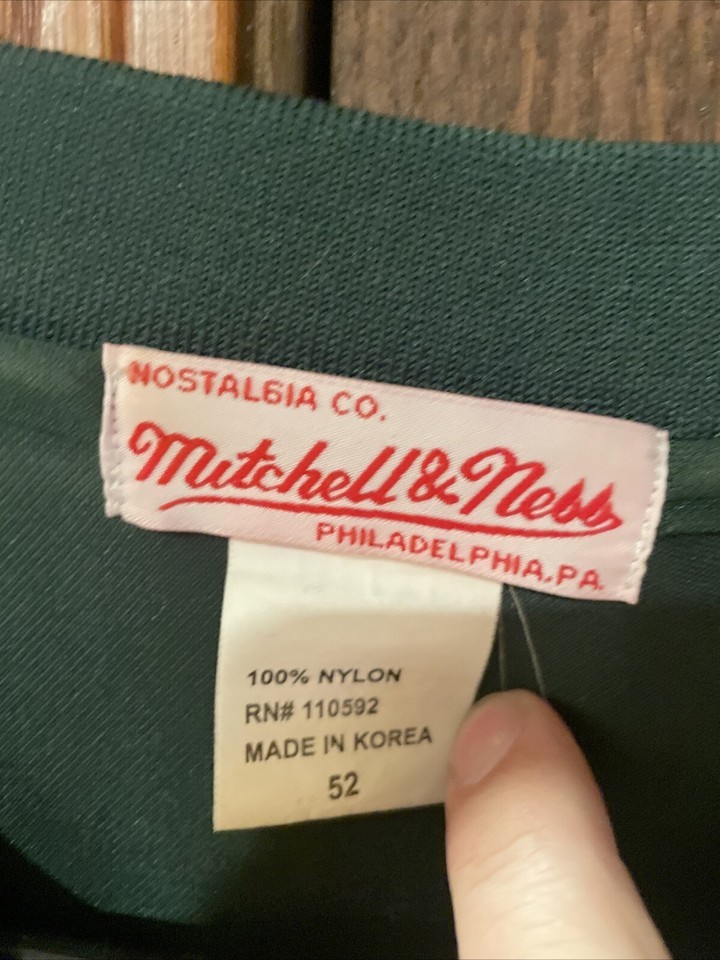 NOSTALGIA CO.
Mitchell & Ness
PHILADELPHIA, PA.
100% NYLON
RN# 110592
MADE IN KOREA
52